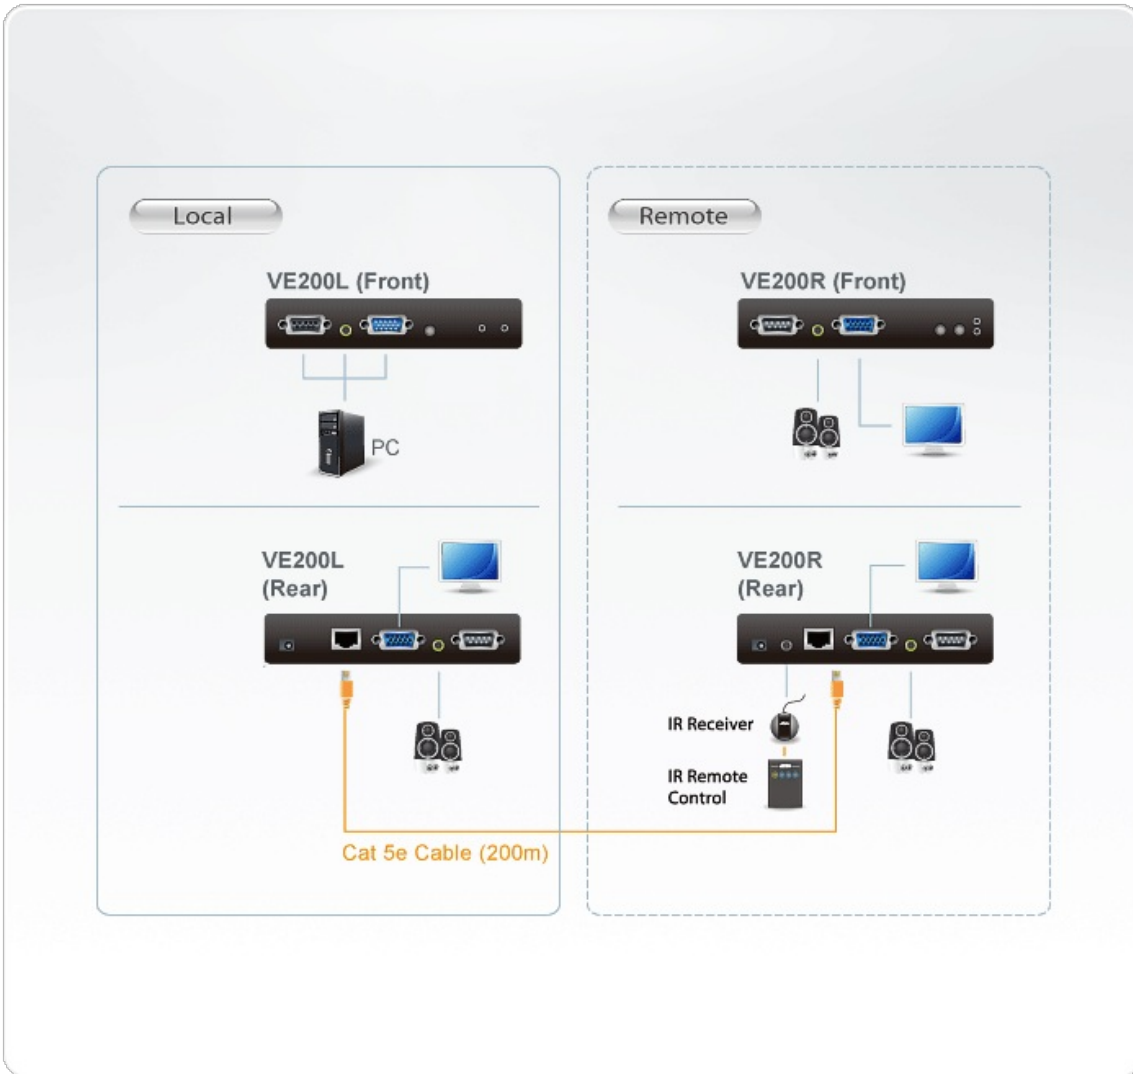 Local
Remote
VE200L (Front)
VE200R (Front)
PC
VE200L
(Rear)
VE200R
(Rear)
IR Receiver
IR Remote
Control
Cat 5e Cable (200m)